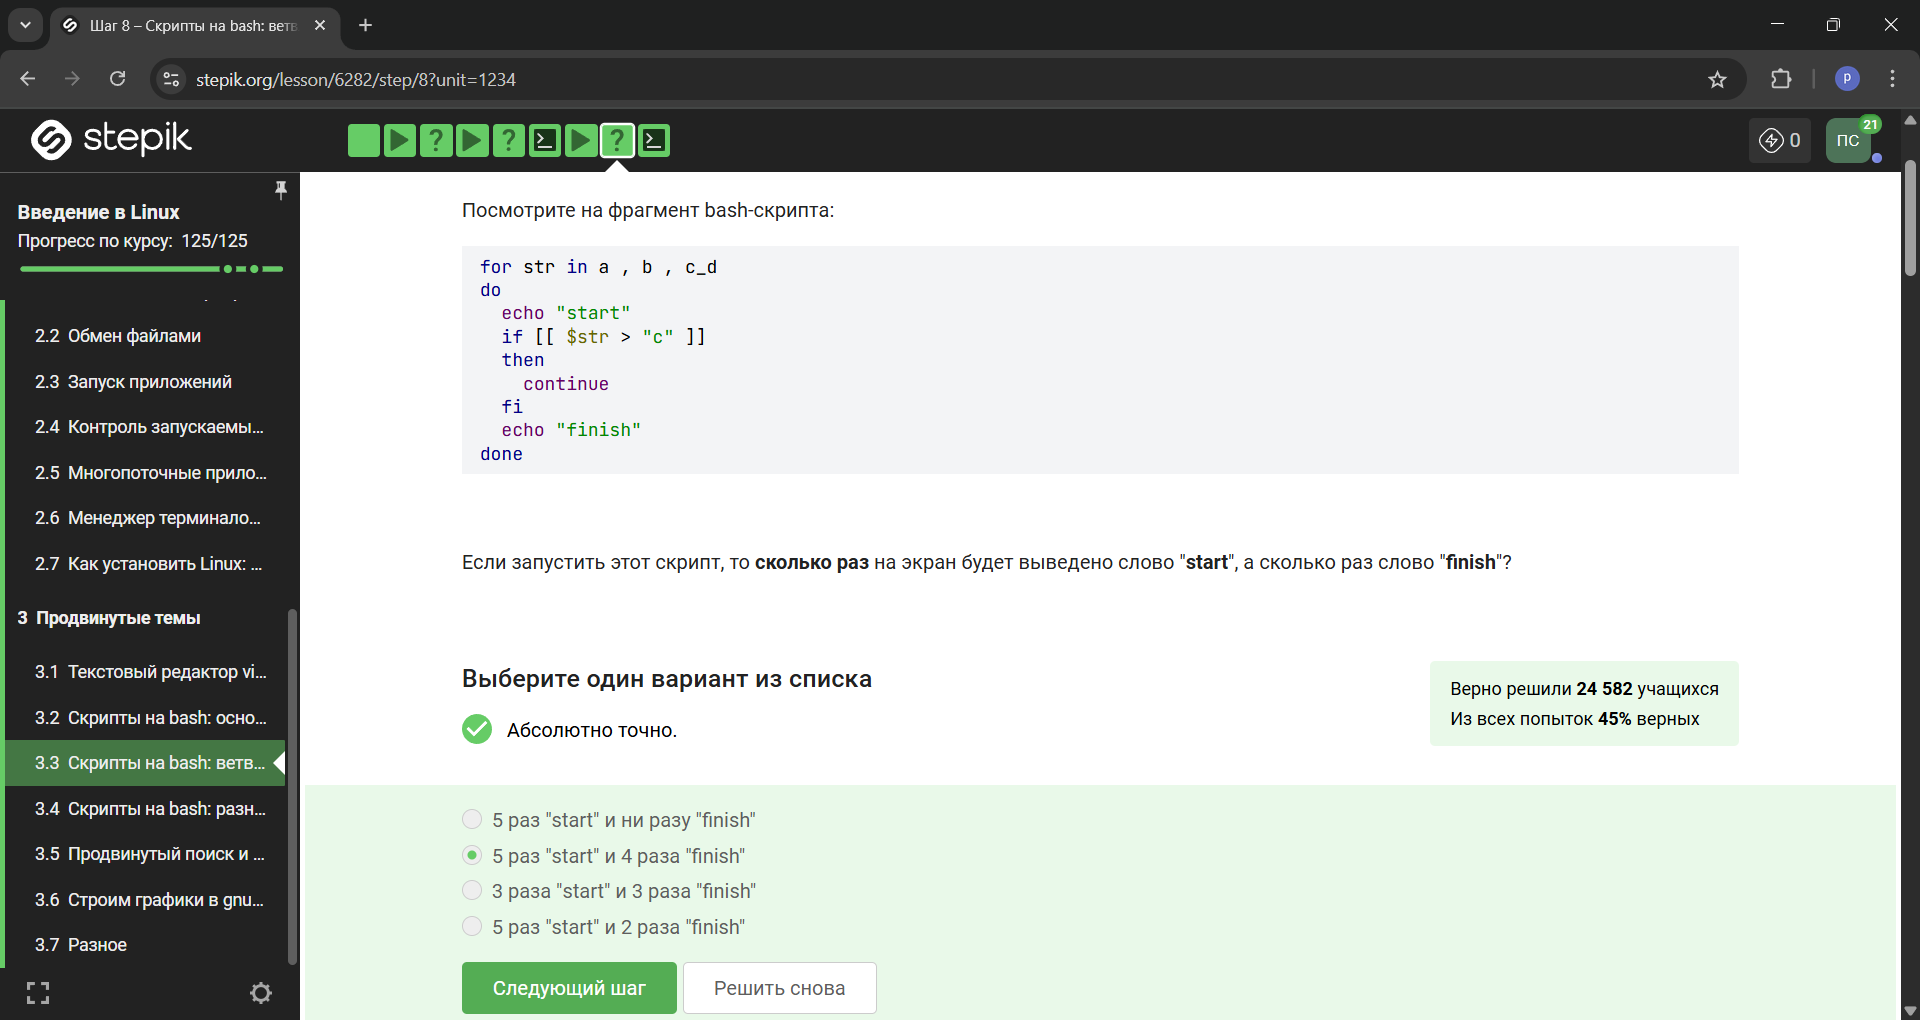 Шаг 8 – Скрипты на bash: ветв
stepik.org/lesson/6282/step/8?unit=1234
P
stepik
? ? ?
0
ПС
21
Введение в Linux
Прогресс по курсу: 125/125
2.2 Обмен файлами
2.3 Запуск приложений
2.4 Контроль запускаемы...
2.5 Многопоточные прило...
2.6 Менеджер терминало...
2.7 Как установить Linux: ...
3 Продвинутые темы
3.1 Текстовый редактор vi...
3.2 Скрипты на bash: осно...
3.3 Скрипты на bash: ветв...
3.4 Скрипты на bash: разн...
3.5 Продвинутый поиск и ...
3.6 Строим графики в gnu...
3.7 Разное
Посмотрите на фрагмент bash-скрипта:
for str in a , b , c_d
do
echo "start"
if [[ $str > "c" ]]
then
continue
fi
echo "finish"
done
Если запустить этот скрипт, то сколько раз на экран будет выведено слово "start", а сколько раз слово "finish"?
Выберите один вариант из списка
Абсолютно точно.
Верно решили 24 582 учащихся
Из всех попыток 45% верных
5 раз "start" и ни разу "finish"
5 раз "start" и 4 раза "finish"
3 раза "start" и 3 раза "finish"
5 раз "start" и 2 раза "finish"
Следующий шаг
Решить снова